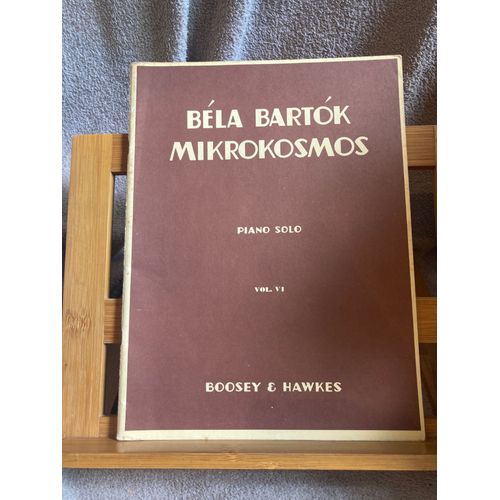 BÉLA BARTÓK
MIKROKOSMOS
PIANO SOLO
VOL. VI
BOOSEY & HAWKES